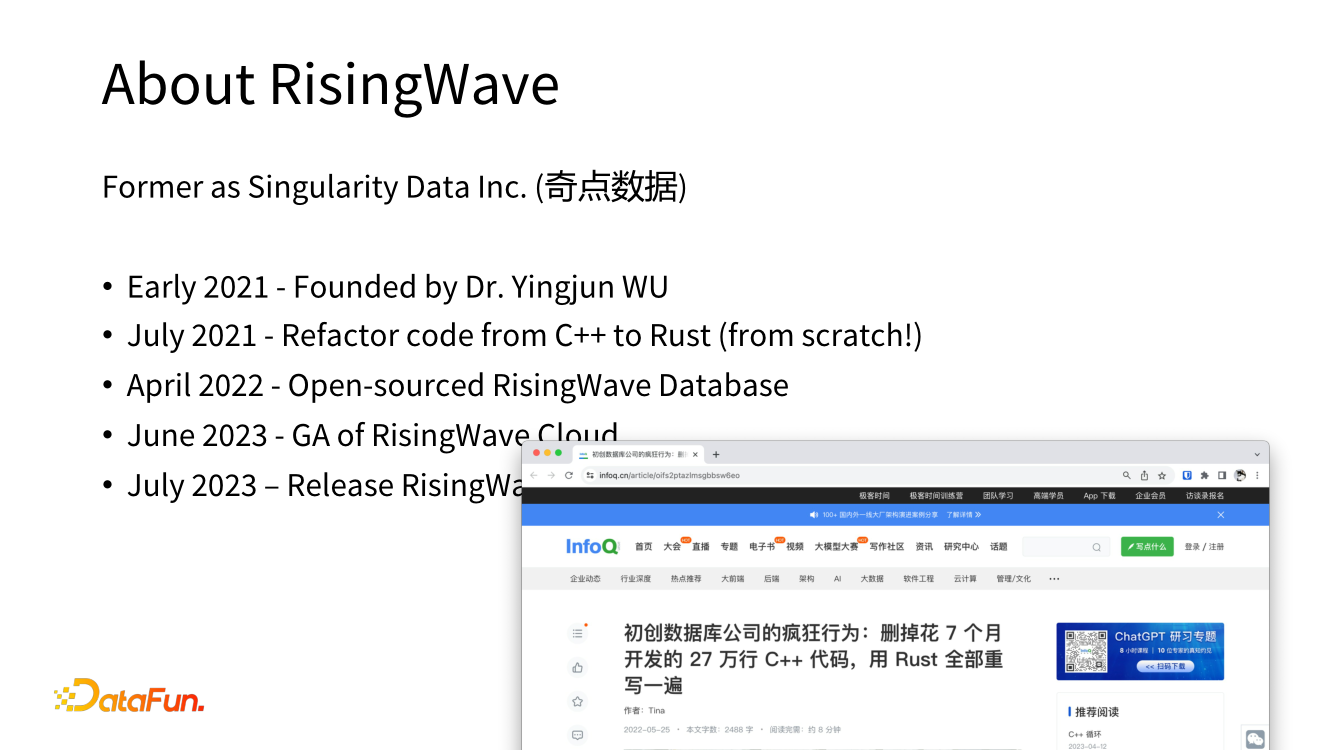 About RisingWave
Former as Singularity Data Inc. (奇点数据)
• Early 2021 - Founded by Dr. Yingjun WU
• July 2021 - Refactor code from C++ to Rust (from scratch!)
• April 2022 - Open-sourced RisingWave Database
• June 2023 - GA of RisingWave Cloud
• July 2023 – Release RisingWa
初创数据库公司的疯狂行为：删
infoq.cn/article/oifs2ptazlmsgbbsw6eo
极客时间 极客时间训练营 团队学习 高端学员 App 下载 企业会员 访谈录报名
100+ 国内外一线大厂架构演进案例分享 了解详情
InfoQ 首页 大会 HOT 直播 专题 电子书 HOT 视频 大模型大赛 HOT 写作社区 资讯 研究中心 话题 写点什么 登录 / 注册
企业动态 行业深度 热点推荐 大前端 后端 架构 AI 大数据 软件工程 云计算 管理/文化 •••
初创数据库公司的疯狂行为：删掉花 7 个月
开发的 27 万行 C++ 代码，用 Rust 全部重
写一遍
作者：Tina
2022-05-25 • 本文字数：2488 字 • 阅读完需：约 8 分钟
ChatGPT 研习专题
8 小时课程 | 10 位专家的真知灼见
<< 扫码下载
推荐阅读
C++ 循环
2023-04-12
DataFun.